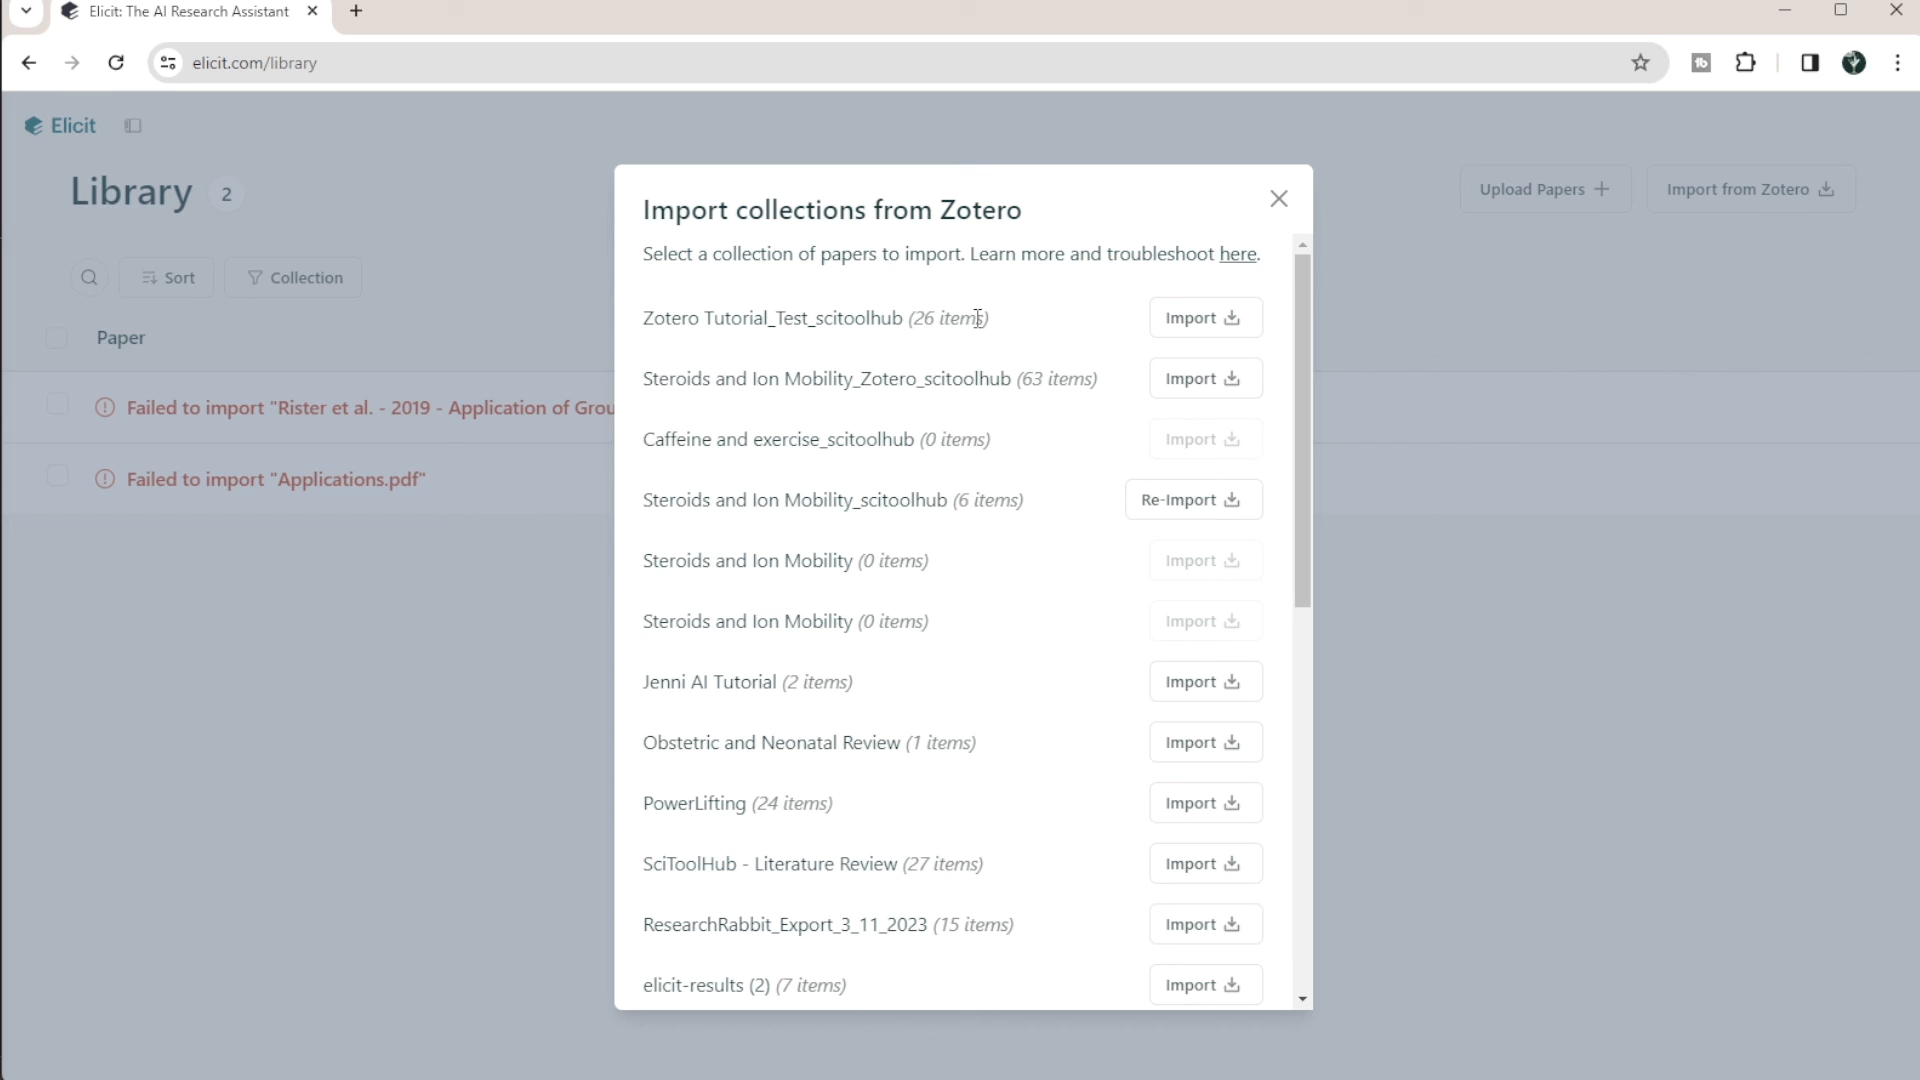 Elicit: The AI Research Assistant
elicit.com/library
Elicit
Library 2
Upload Papers
Import from Zotero
Sort
Collection
Paper
Failed to import "Rister et al. - 2019 - Application of Grou
Failed to import "Applications.pdf"
Import collections from Zotero
Select a collection of papers to import. Learn more and troubleshoot here.
Zotero Tutorial_Test_scitoolhub (26 items) Import
Steroids and Ion Mobility_Zotero_scitoolhub (63 items) Import
Caffeine and exercise_scitoolhub (0 items) Import
Steroids and Ion Mobility_scitoolhub (6 items) Re-Import
Steroids and Ion Mobility (0 items) Import
Steroids and Ion Mobility (0 items) Import
Jenni AI Tutorial (2 items) Import
Obstetric and Neonatal Review (1 items) Import
PowerLifting (24 items) Import
SciToolHub - Literature Review (27 items) Import
ResearchRabbit_Export_3_11_2023 (15 items) Import
elicit-results (2) (7 items) Import